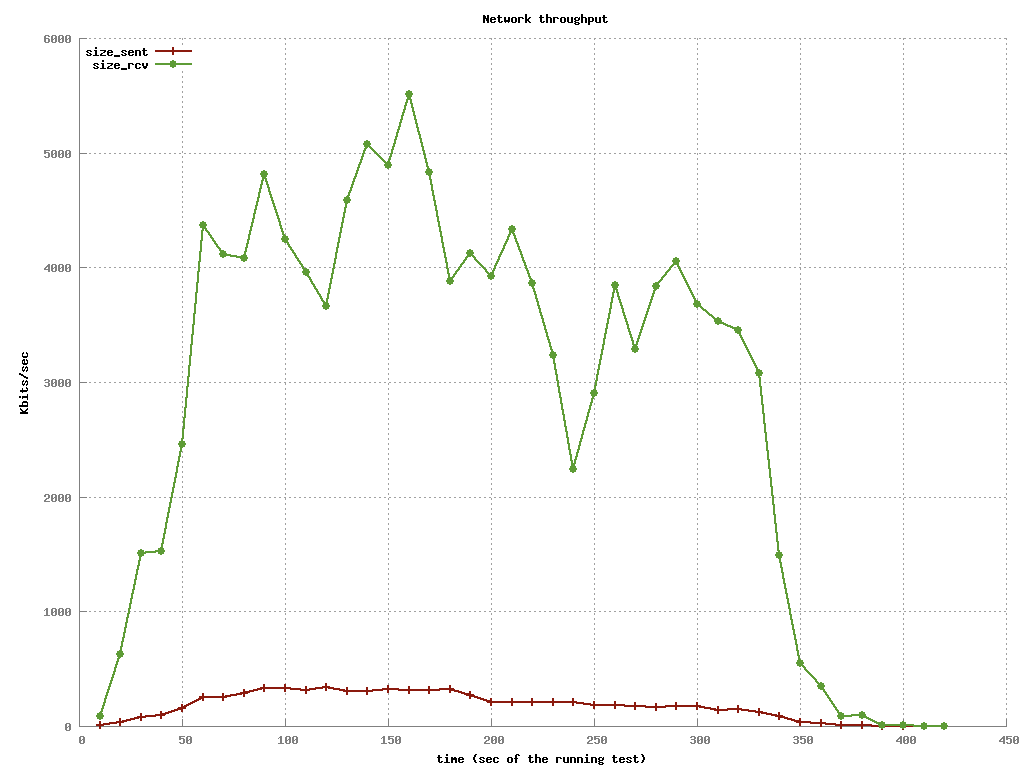 Network throughput
6000
size_sent
size_rcv
5000
4000
Kbits/sec
3000
2000
1000
0
0 50 100 150 200 250 300 350 400 450
time (sec of the running test)